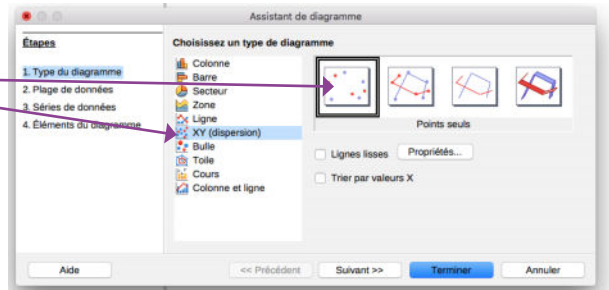 Assistant de diagramme
Étapes
1. Type du diagramme
2. Plage de données
3. Séries de données
4. Éléments du diagramme
Choisissez un type de diagramme
Colonne
Barre
Secteur
Zone
Ligne
XY (dispersion)
Bulle
Toile
Cours
Colonne et ligne
Points seuls
Lignes lisses
Propriétés...
Trier par valeurs X
Aide
<< Précédent
Suivant >>
Terminer
Annuler